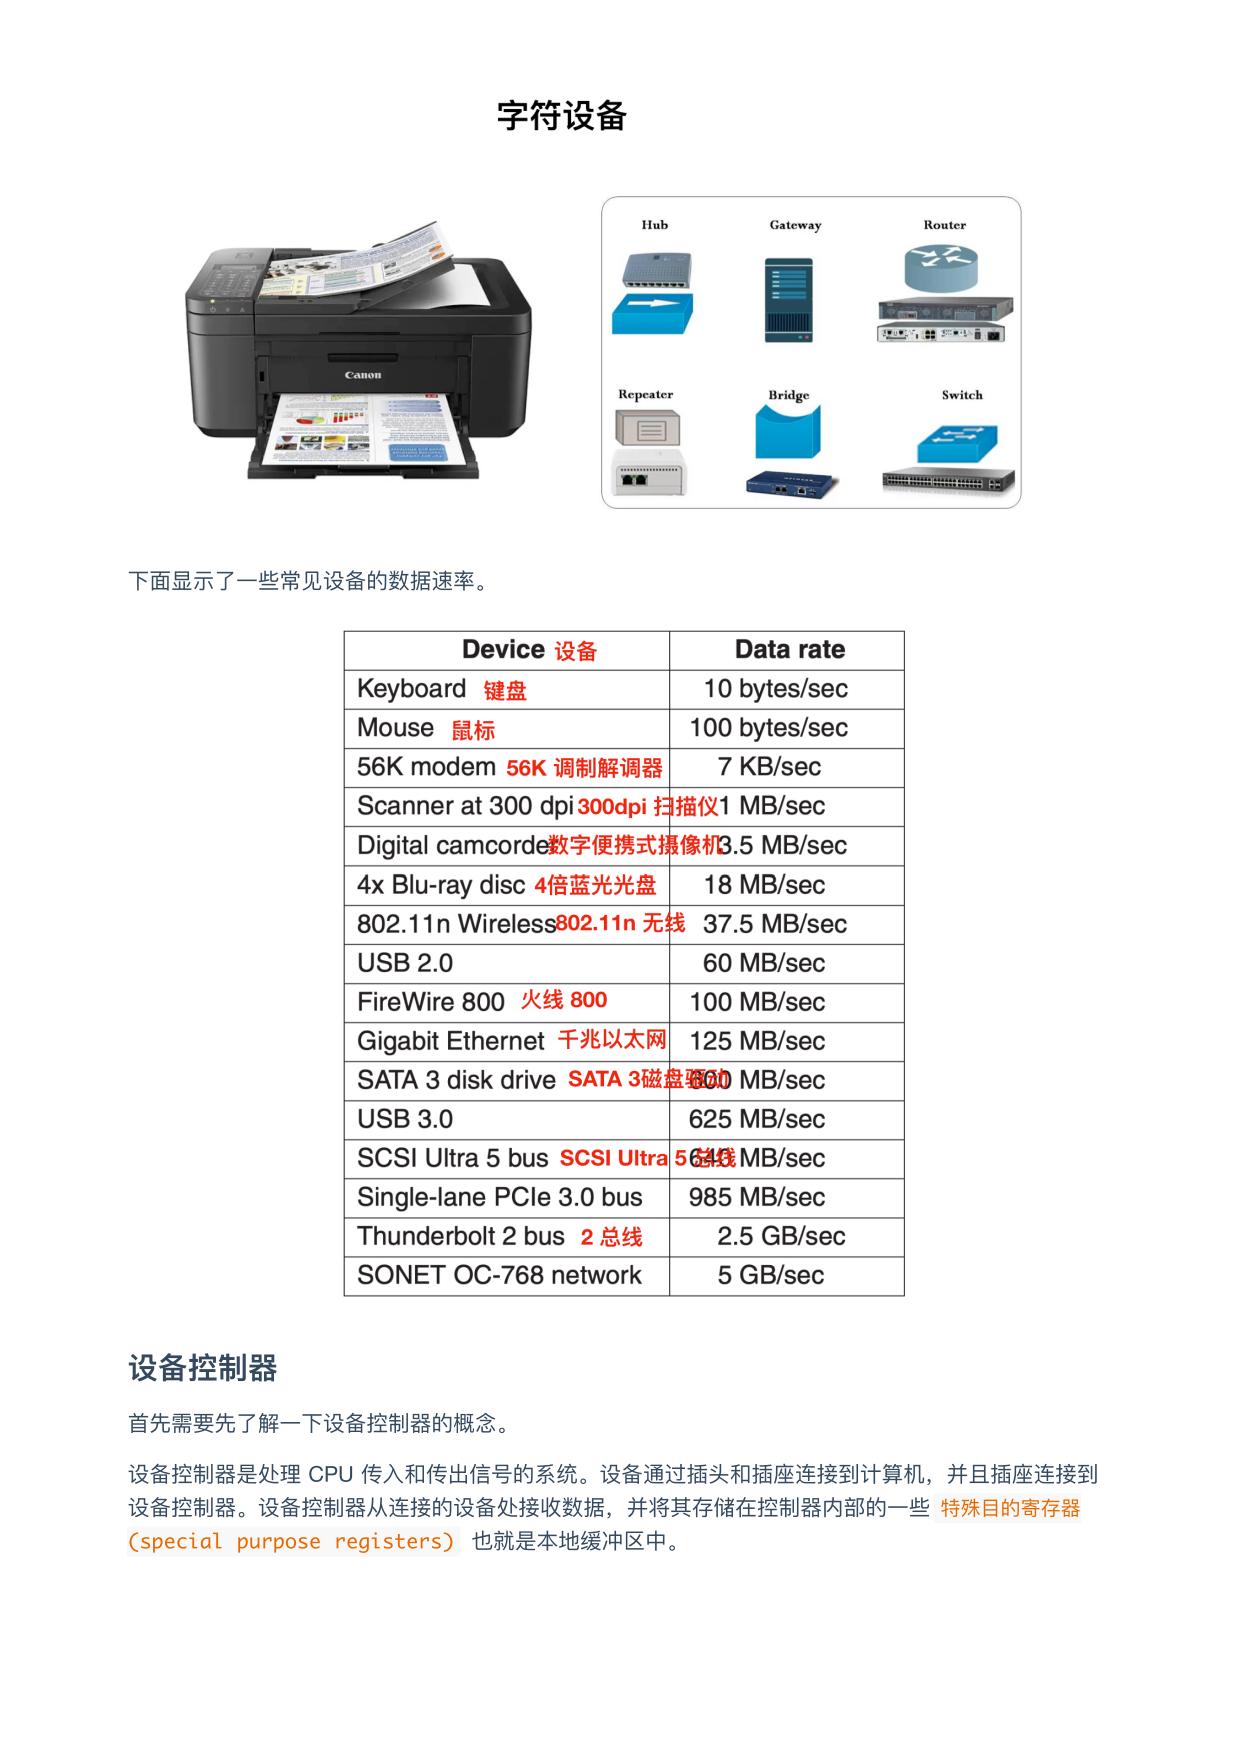 字符设备
Hub Gateway Router
Canon
Repeater Bridge Switch
下面显示了一些常见设备的数据速率。
Device 设备 Data rate
Keyboard 键盘 10 bytes/sec
Mouse 鼠标 100 bytes/sec
56K modem 56K 调制解调器 7 KB/sec
Scanner at 300 dpi 300dpi 扫描仪 1 MB/sec
Digital camcorder 数字便携式摄像机 3.5 MB/sec
4x Blu-ray disc 4倍蓝光光盘 18 MB/sec
802.11n Wireless 802.11n 无线 37.5 MB/sec
USB 2.0 60 MB/sec
FireWire 800 火线 800 100 MB/sec
Gigabit Ethernet 千兆以太网 125 MB/sec
SATA 3 disk drive SATA 3磁盘驱动 600 MB/sec
USB 3.0 625 MB/sec
SCSI Ultra 5 bus SCSI Ultra 5 总线 640 MB/sec
Single-lane PCIe 3.0 bus 985 MB/sec
Thunderbolt 2 bus 2 总线 2.5 GB/sec
SONET OC-768 network 5 GB/sec
设备控制器
首先需要先了解一下设备控制器的概念。
设备控制器是处理 CPU 传入和传出信号的系统。设备通过插头和插座连接到计算机，并且插座连接到
设备控制器。设备控制器从连接的设备处接收数据，并将其存储在控制器内部的一些 特殊目的寄存器
(special purpose registers) 也就是本地缓冲区中。